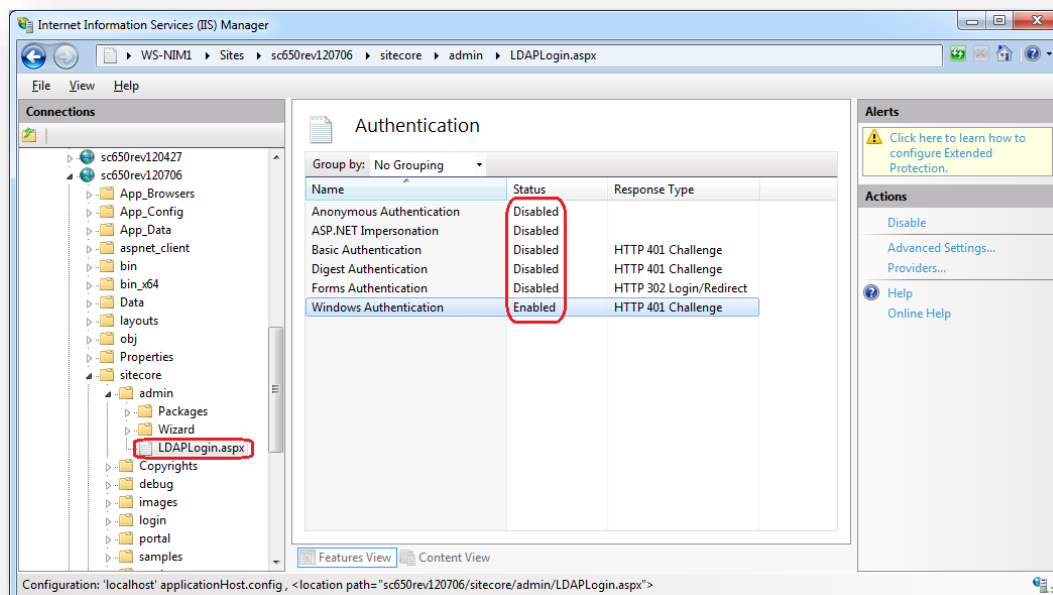 Internet Information Services (IIS) Manager
WS-NIM1 Sites sc650rev120706 sitecore admin LDAPLogin.aspx
File View Help
Connections
sc650rev120427
sc650rev120706
App_Browsers
App_Config
App_Data
aspnet_client
bin
bin_x64
Data
layouts
obj
Properties
sitecore
admin
Packages
Wizard
LDAPLogin.aspx
Copyrights
debug
images
login
portal
samples
Authentication
Group by: No Grouping
Name Status Response Type
Anonymous Authentication Disabled
ASP.NET Impersonation Disabled
Basic Authentication Disabled HTTP 401 Challenge
Digest Authentication Disabled HTTP 401 Challenge
Forms Authentication Disabled HTTP 302 Login/Redirect
Windows Authentication Enabled HTTP 401 Challenge
Features View Content View
Alerts
Click here to learn how to
configure Extended
Protection.
Actions
Disable
Advanced Settings...
Providers...
Help
Online Help
Configuration: 'localhost' applicationHost.config , <location path="sc650rev120706/sitecore/admin/LDAPLogin.aspx">